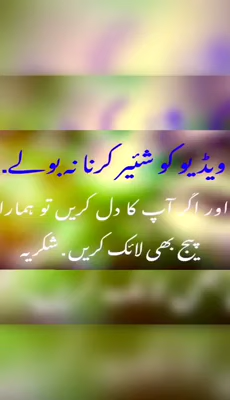 ویڈیو کو شئیر کرنا نہ بولے.
اور اگر آپ کا دل کریں تو ہمارا
پیج بھی لائک کریں. شکریہ